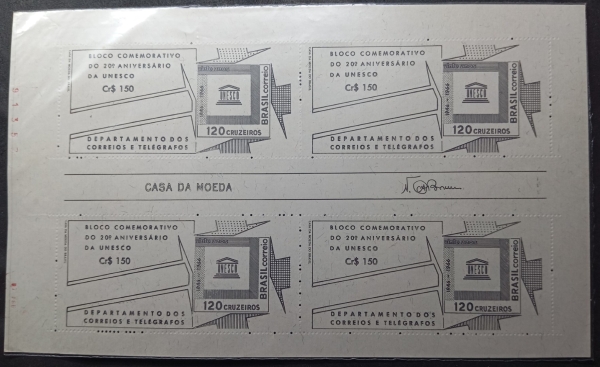 BLOCO COMEMORATIVO
DO 20º ANIVERSÁRIO
DA UNESCO
Cr$ 150
DEPARTAMENTO DOS
CORREIOS E TELÉGRAFOS
1946-1966
UNESCO
120 CRUZEIROS
BRASIL correio
BLOCO COMEMORATIVO
DO 20º ANIVERSÁRIO
DA UNESCO
Cr$ 150
DEPARTAMENTO DOS
CORREIOS E TELÉGRAFOS
1946-1966
UNESCO
120 CRUZEIROS
BRASIL correio
CASA DA MOEDA
BLOCO COMEMORATIVO
DO 20º ANIVERSÁRIO
DA UNESCO
Cr$ 150
DEPARTAMENTO DOS
CORREIOS E TELÉGRAFOS
1946-1966
UNESCO
120 CRUZEIROS
BRASIL correio
BLOCO COMEMORATIVO
DO 20º ANIVERSÁRIO
DA UNESCO
Cr$ 150
DEPARTAMENTO DOS
CORREIOS E TELÉGRAFOS
1946-1966
UNESCO
120 CRUZEIROS
BRASIL correio